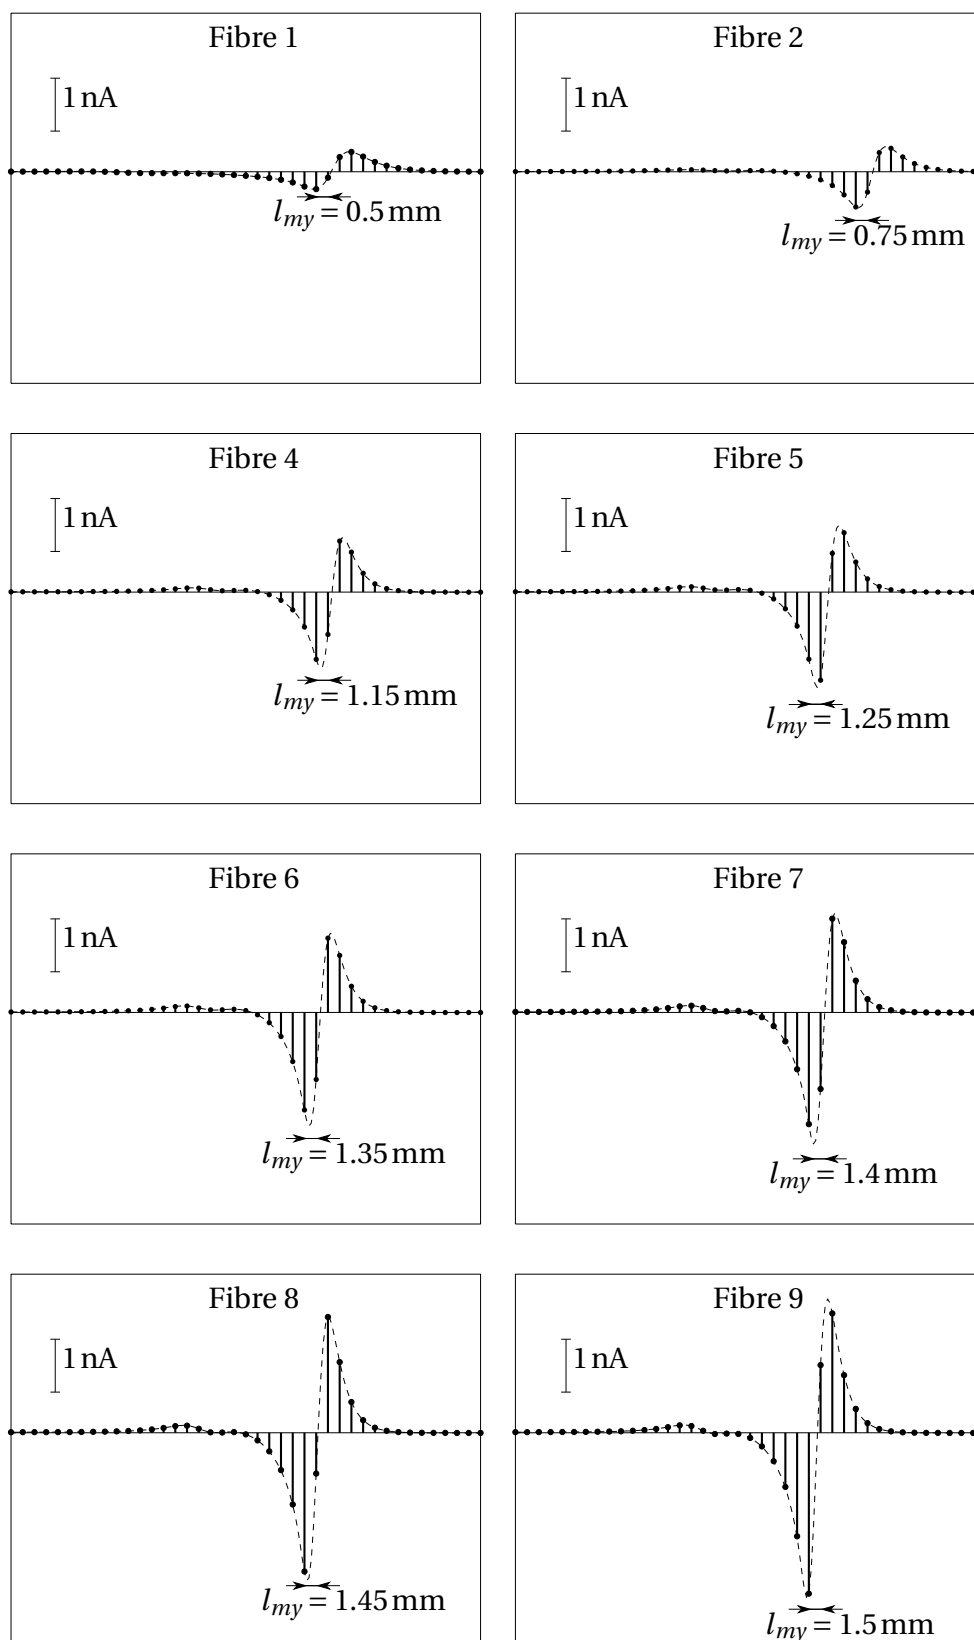 Fibre 1
1 nA
l_my = 0.5 mm
Fibre 2
1 nA
l_my = 0.75 mm
Fibre 4
1 nA
l_my = 1.15 mm
Fibre 5
1 nA
l_my = 1.25 mm
Fibre 6
1 nA
l_my = 1.35 mm
Fibre 7
1 nA
l_my = 1.4 mm
Fibre 8
1 nA
l_my = 1.45 mm
Fibre 9
1 nA
l_my = 1.5 mm